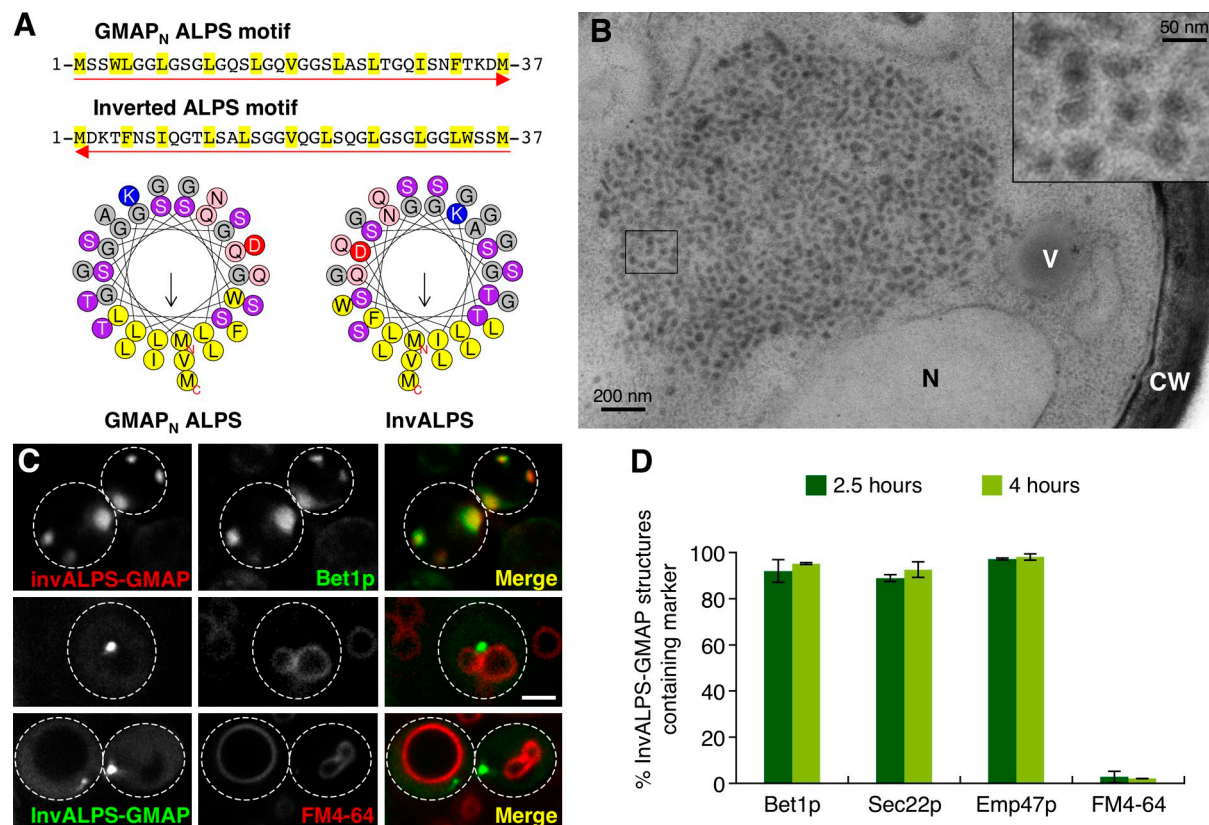 A
GMAPN ALPS motif
1-MSSWLGGLGSGLGQSLGQVGGSLASLTGQISNFTKDM-37
Inverted ALPS motif
1-MDKTFNSIQGTLSALSGGVQGLSQGLGSGLGGLWSSM-37
GMAPN ALPS
InvALPS
B
50 nm
V
N
CW
200 nm
C
invALPS-GMAP
Bet1p
Merge
InvALPS-GMAP
FM4-64
Merge
D
2.5 hours
4 hours
% InvALPS-GMAP structures
containing marker
100
80
60
40
20
0
Bet1p
Sec22p
Emp47p
FM4-64